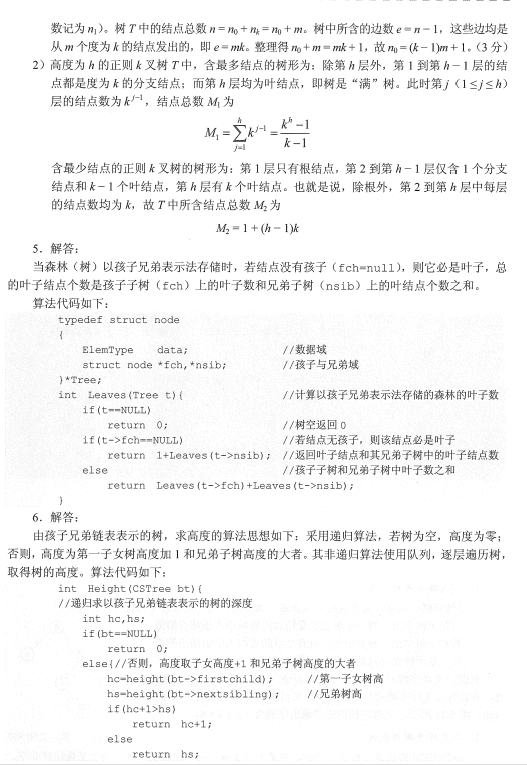 数记为 n₁)。树 T 中的结点总数 n = n₀ + nₖ = n₀ + m。树中所含的边数 e = n − 1，这些边均是
从 m 个度为 k 的结点发出的，即 e = mk。整理得 n₀ + m = mk + 1，故 n₀ = (k − 1)m + 1。（3 分）
2）高度为 h 的正则 k 叉树 T 中，含最多结点的树形为：除第 h 层外，第 1 到第 h − 1 层的结
点都是度为 k 的分支结点；而第 h 层均为叶结点，即树是“满”树。此时第 j（1≤j≤h）
层的结点数为 k^{j−1}，结点总数 M₁ 为
M₁ = ∑_{j=1}^{h} k^{j−1} = (k^h − 1)/(k − 1)
含最少结点的正则 k 叉树的树形为：第 1 层只有根结点，第 2 到第 h − 1 层仅含 1 个分支
结点和 k − 1 个叶结点，第 h 层有 k 个叶结点。也就是说，除根外，第 2 到第 h 层中每层
的结点数均为 k，故 T 中所含结点总数 M₂ 为
M₂ = 1 + (h − 1)k
5．解答：
当森林（树）以孩子兄弟表示法存储时，若结点没有孩子（fch=null），则它必是叶子，总
的叶子结点个数是孩子子树（fch）上的叶子数和兄弟子树（nsib）上的叶结点个数之和。
算法代码如下：
typedef struct node
{
ElemType data; //数据域
struct node *fch,*nsib; //孩子与兄弟域
}*Tree;
int Leaves(Tree t){ //计算以孩子兄弟表示法存储的森林的叶子数
if(t==NULL)
return 0; //树空返回 0
if(t->fch==NULL) //若结点无孩子，则该结点必是叶子
return 1+Leaves(t->nsib); //返回叶子结点和其兄弟子树中的叶子结点数
else //孩子子树和兄弟子树中叶子数之和
return Leaves(t->fch)+Leaves(t->nsib);
}
6．解答：
由孩子兄弟链表表示的树，求高度的算法思想如下：采用递归算法，若树为空，高度为零；
否则，高度为第一子女树高度加 1 和兄弟子树高度的大者。其非递归算法使用队列，逐层遍历树，
取得树的高度。算法代码如下：
int Height(CSTree bt){
//递归求以孩子兄弟链表表示的树的深度
int hc,hs;
if(bt==NULL)
return 0;
else{//否则，高度取子女高度+1 和兄弟子树高度的大者
hc=height(bt->firstchild); //第一子女树高
hs=height(bt->nextsibling); //兄弟树高
if(hc+1>hs)
return hc+1;
else
return hs;